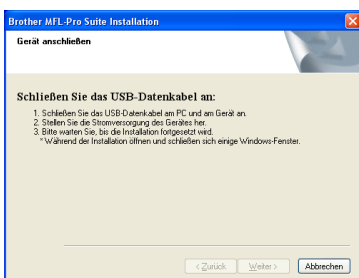 Brother MFL-Pro Suite Installation
Gerät anschließen
Schließen Sie das USB-Datenkabel an:
1. Schließen Sie das USB-Datenkabel am PC und am Gerät an.
2. Stellen Sie die Stromversorgung des Gerätes her.
3. Bitte warten Sie, bis die Installation fortgesetzt wird.
* Während der Installation öffnen und schließen sich einige Windows-Fenster.
< Zurück Weiter > Abbrechen